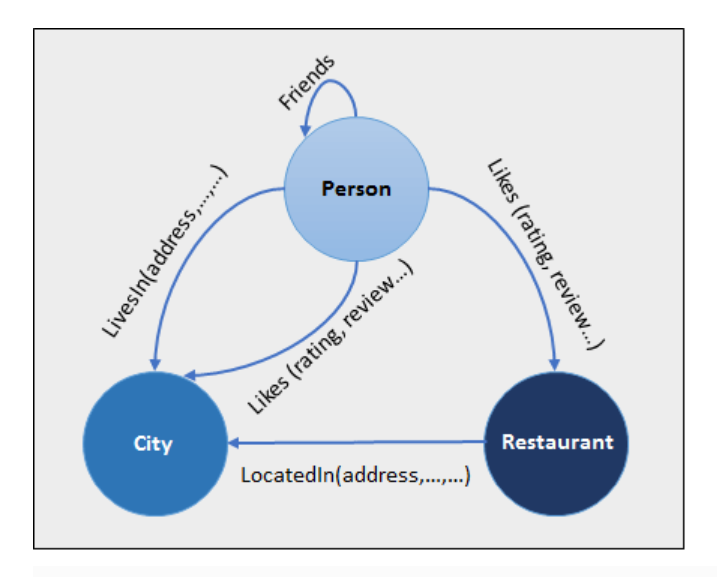 Friends
Person
LivesIn(address,...,...)
Likes (rating, review...)
Likes (rating, review...)
City
Restaurant
LocatedIn(address,...,...)